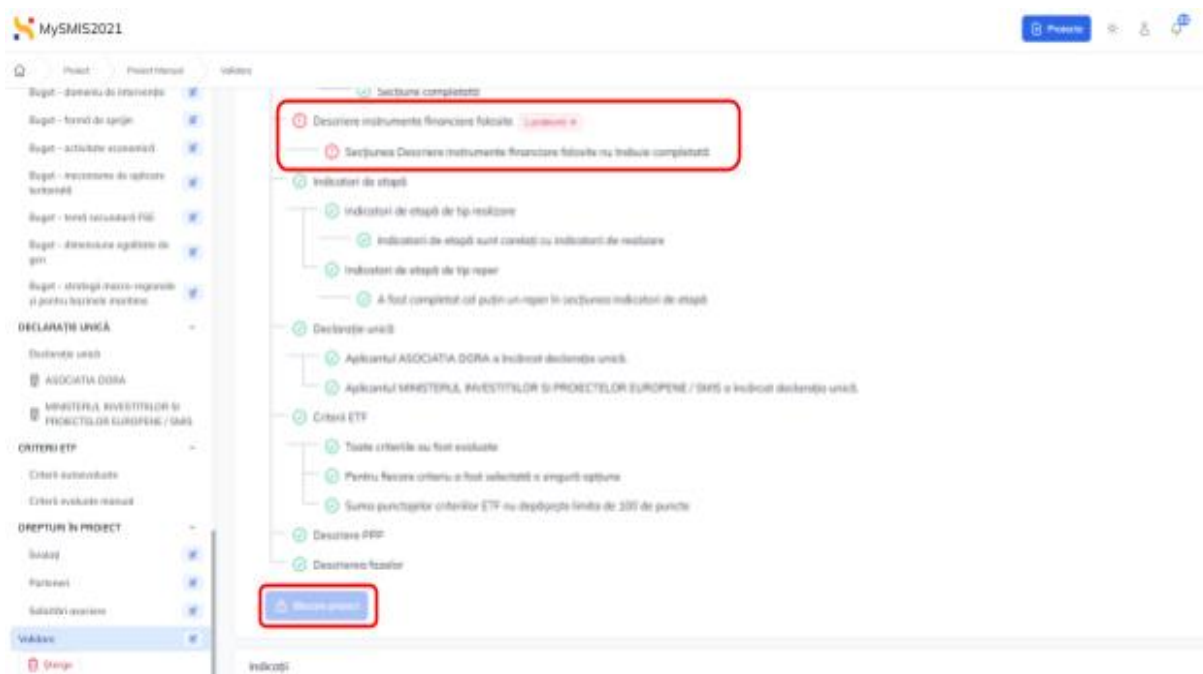 MySMIS2021
Proiecte
Proiect
Proiect Manual
Validare
Buget - domeniu de intervenție
Buget - formă de sprijin
Buget - activitate economică
Buget - mecanisme de aplicare
teritorială
Buget - temă secundară FSE
Buget - dimensiune egalitate de
gen
Buget - strategii macro-regionale
și pentru bazinele maritime
DECLARAȚIE UNICĂ
Declarație unică
ASOCIATIA DORA
MINISTERUL INVESTITIILOR SI
PROIECTELOR EUROPENE / SMIS
CRITERII ETF
Criterii autoevaluate
Criterii evaluate manual
DREPTURI ÎN PROIECT
Invitați
Parteneri
Solicitări asociere
Validare
Șterge
Secțiune completată
Descriere instrumente financiare folosite
Secțiunea Descriere instrumente financiare folosite nu trebuie completată
Indicatori de etapă
Indicatori de etapă de tip realizare
Indicatori de etapă sunt corelați cu indicatori de realizare
Indicatori de etapă de tip reper
A fost completat cel puțin un reper în secțiunea indicatori de etapă
Declarație unică
Aplicantul ASOCIATIA DORA a încărcat declarația unică
Aplicantul MINISTERUL INVESTITIILOR SI PROIECTELOR EUROPENE / SMIS a încărcat declarația unică
Criterii ETF
Toate criteriile au fost evaluate
Pentru fiecare criteriu a fost selectată o singură opțiune
Suma punctajelor criteriilor ETF nu depășește limita de 100 de puncte
Descriere PPP
Descrierea fazelor
Blocare proiect
Indicații